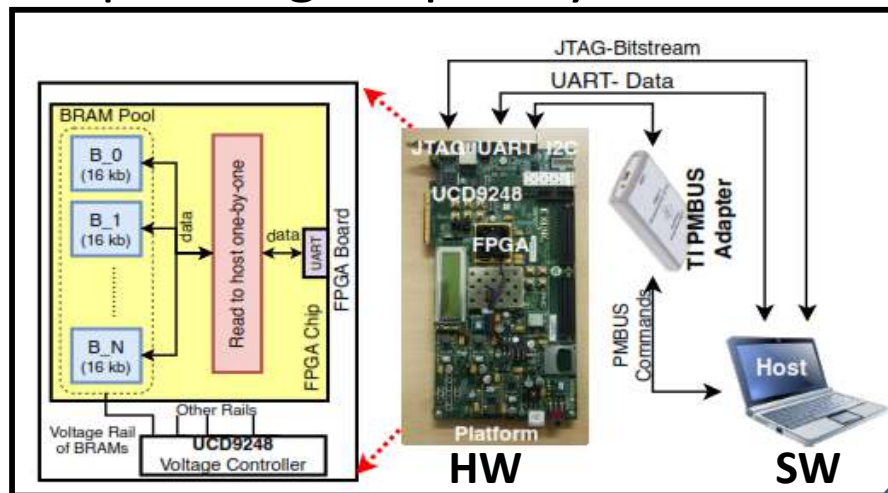 JTAG-Bitstream
UART- Data
BRAM Pool
B_0
(16 kb)
B_1
(16 kb)
B_N
(16 kb)
data
Read to host one-by-one
data
UART
FPGA Chip
FPGA Board
Other Rails
Voltage Rail
of BRAMs
UCD9248
Voltage Controller
JTAG UART I2C
UCD9248
FPGA
Platform
HW
TI PMBUS
Adapter
PMBUS
Commands
Host
SW